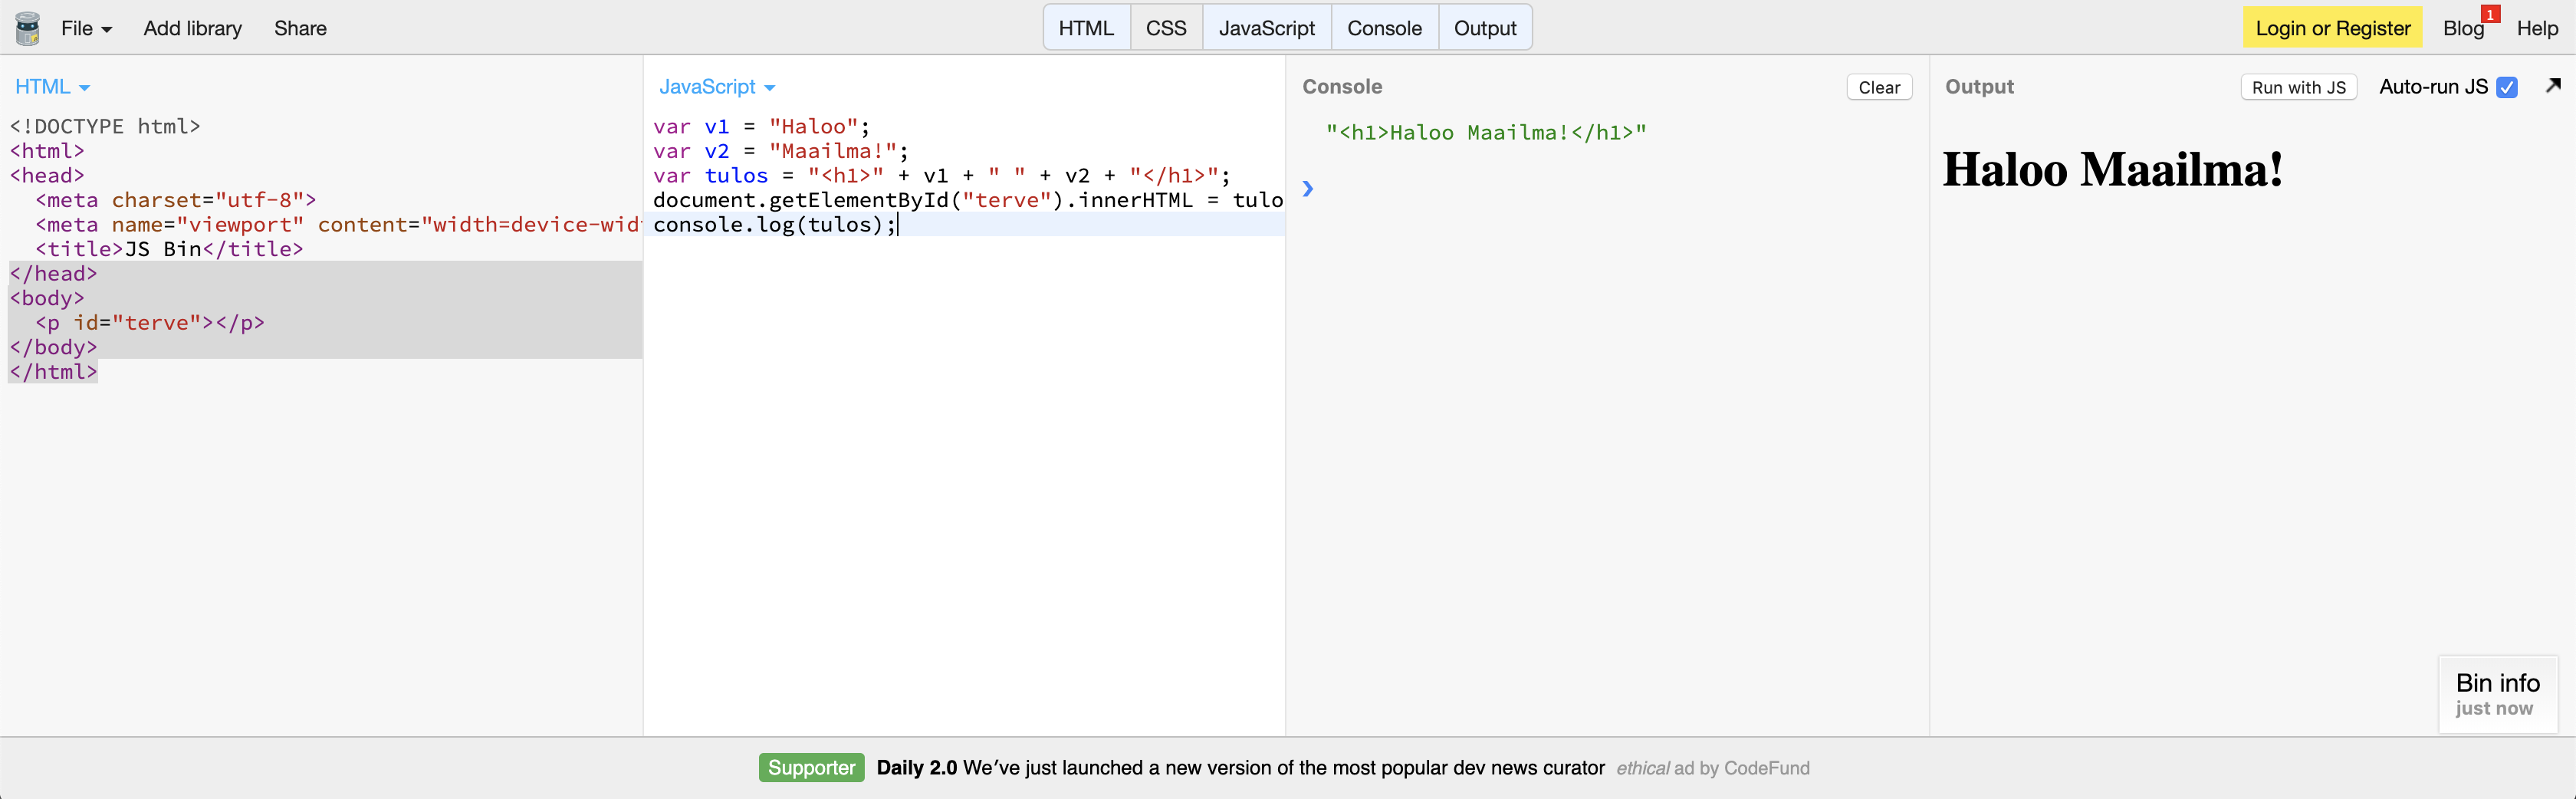 File Add library Share HTML CSS JavaScript Console Output Login or Register Blog 1 Help
HTML
<!DOCTYPE html>
<html>
<head>
  <meta charset="utf-8">
  <meta name="viewport" content="width=device-wid
  <title>JS Bin</title>
</head>
<body>
  <p id="terve"></p>
</body>
</html>
JavaScript
var v1 = "Haloo";
var v2 = "Maailma!";
var tulos = "<h1>" + v1 + " " + v2 + "</h1>";
document.getElementById("terve").innerHTML = tulo
console.log(tulos);
Console Clear
"<h1>Haloo Maailma!</h1>"
Output Run with JS Auto-run JS
Haloo Maailma!
Bin info
just now
Supporter Daily 2.0 We’ve just launched a new version of the most popular dev news curator ethical ad by CodeFund